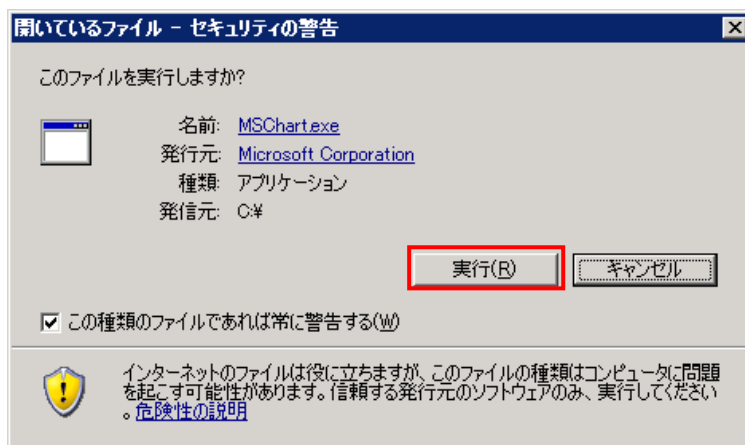 開いているファイル - セキュリティの警告
このファイルを実行しますか?
名前: MSChart.exe
発行元: Microsoft Corporation
種類: アプリケーション
発信元: C:¥
実行(R) キャンセル
この種類のファイルであれば常に警告する(W)
インターネットのファイルは役に立ちますが、このファイルの種類はコンピュータに問題
を起こす可能性があります。信頼する発行元のソフトウェアのみ、実行してください
。危険性の説明